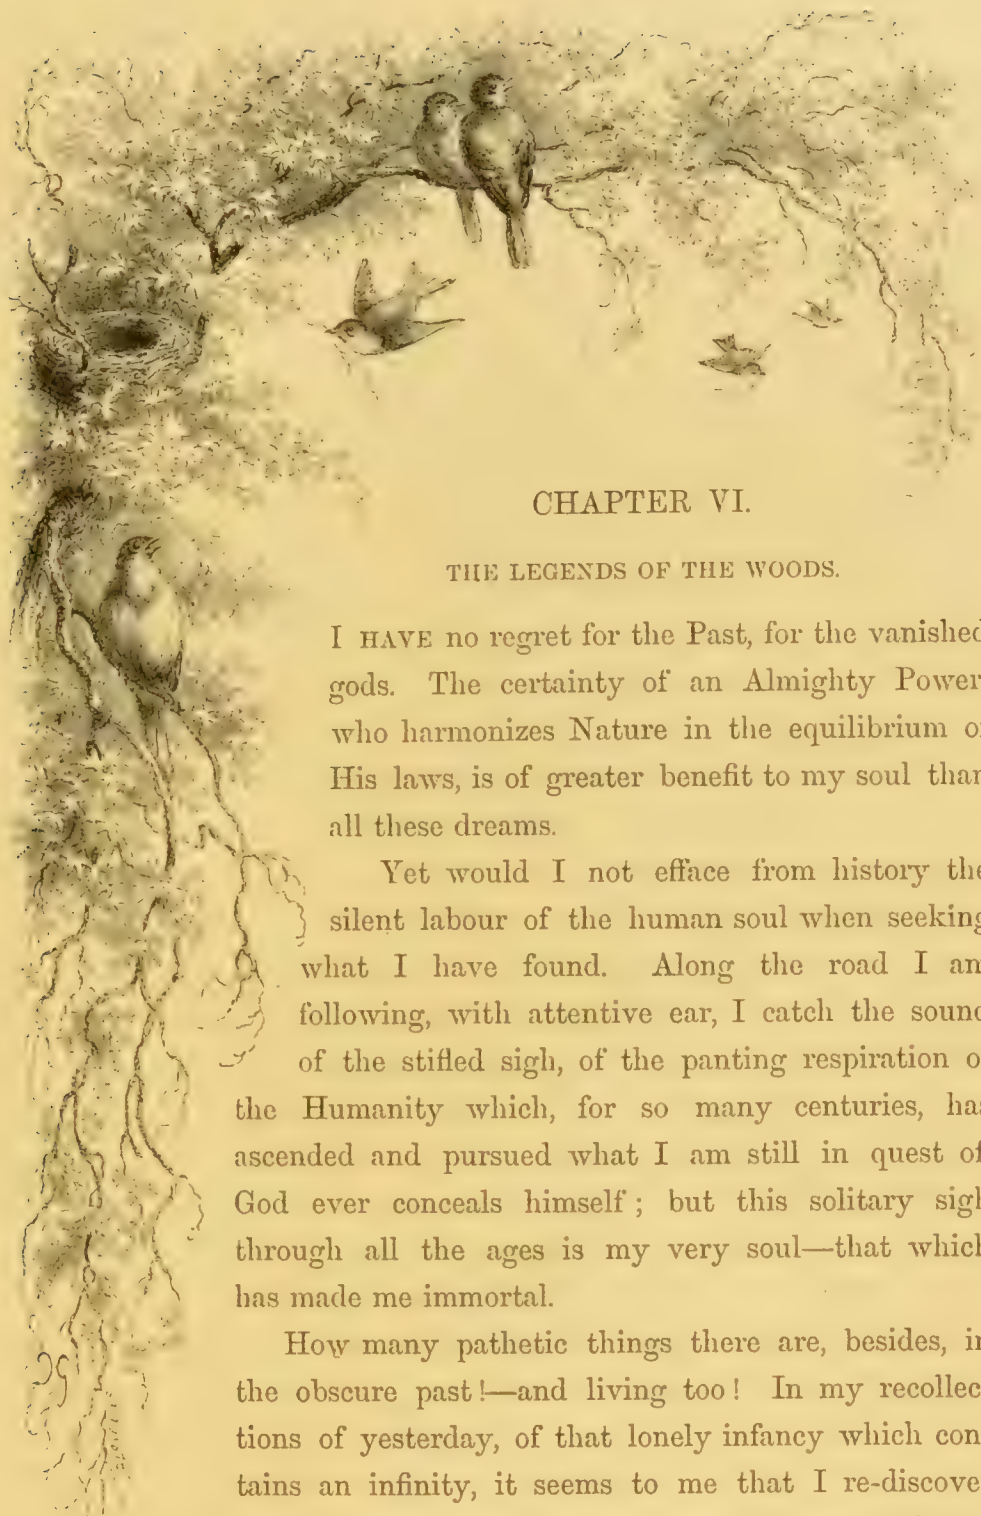 CHAPTER VI.
THE LEGENDS OF THE WOODS.
I HAVE no regret for the Past, for the vanished
gods. The certainty of an Almighty Power
who harmonizes Nature in the equilibrium of
His laws, is of greater benefit to my soul than
all these dreams.
Yet would I not efface from history the
silent labour of the human soul when seeking
what I have found. Along the road I am
following, with attentive ear, I catch the sound
of the stifled sigh, of the panting respiration of
the Humanity which, for so many centuries, has
ascended and pursued what I am still in quest of
God ever conceals himself; but this solitary sigh
through all the ages is my very soul—that which
has made me immortal.
How many pathetic things there are, besides, in
the obscure past!—and living too! In my recollec
tions of yesterday, of that lonely infancy which con
tains an infinity, it seems to me that I re-discove